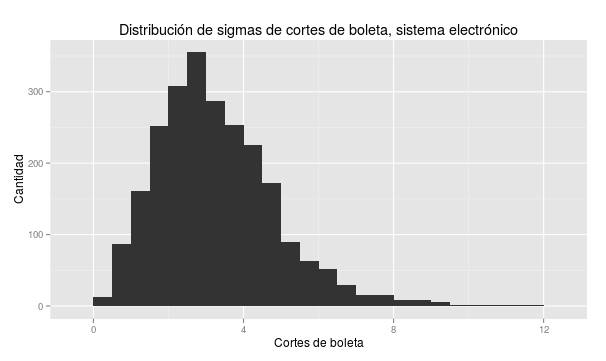 Distribución de sigmas de cortes de boleta, sistema electrónico
Cantidad
300
200
100
0
0 4 8 12
Cortes de boleta